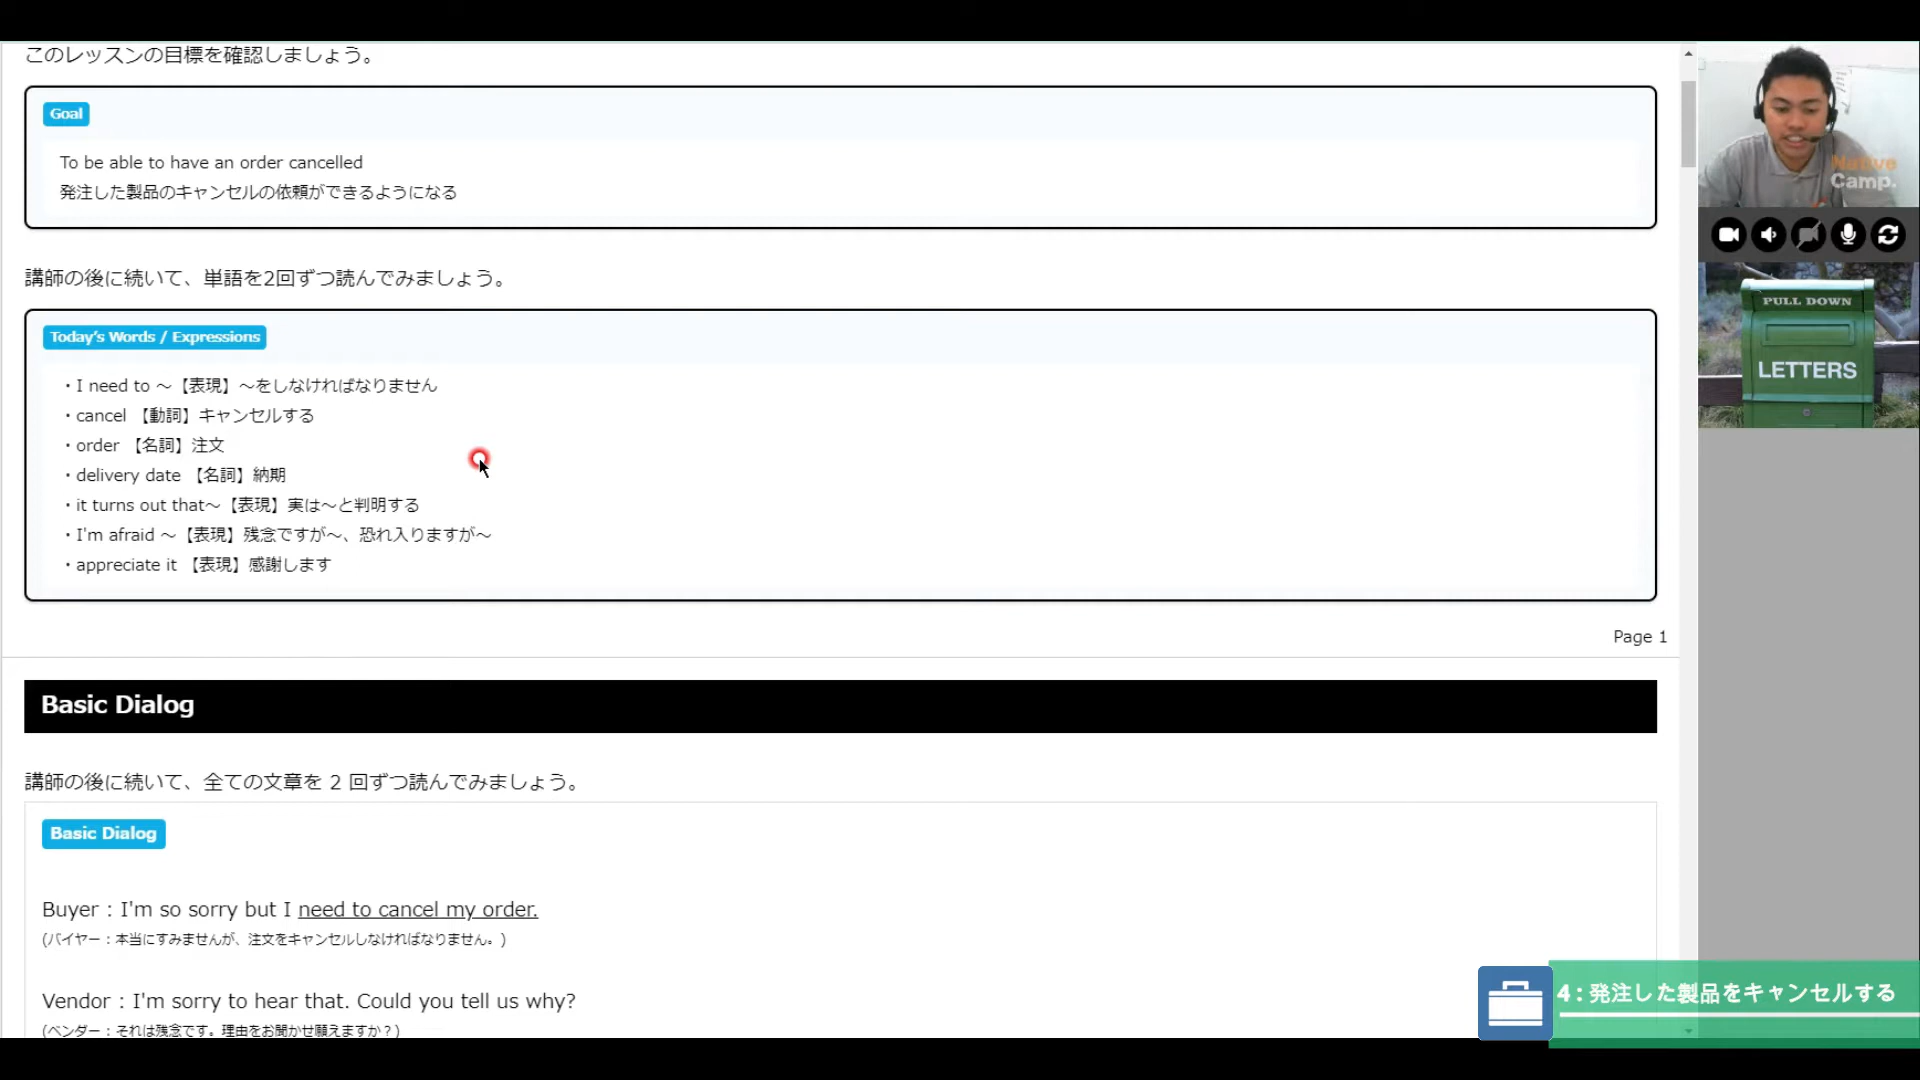 このレッスンの目標を確認しましょう。
Goal
To be able to have an order cancelled
発注した製品のキャンセルの依頼ができるようになる
講師の後に続いて、単語を2回ずつ読んでみましょう。
Today's Words / Expressions
・I need to ～【表現】～をしなければなりません
・cancel 【動詞】キャンセルする
・order 【名詞】注文
・delivery date 【名詞】納期
・it turns out that～【表現】実は～と判明する
・I'm afraid ～【表現】残念ですが～、恐れ入りますが～
・appreciate it 【表現】感謝します
Page 1
Basic Dialog
講師の後に続いて、全ての文章を 2 回ずつ読んでみましょう。
Basic Dialog
Buyer : I'm so sorry but I need to cancel my order.
(バイヤー : 本当にすみませんが、注文をキャンセルしなければなりません。)
Vendor : I'm sorry to hear that. Could you tell us why?
(ベンダー : それは残念です。理由をお聞かせ願えますか？)
Native
Camp.
PULL DOWN
LETTERS
4 : 発注した製品をキャンセルする